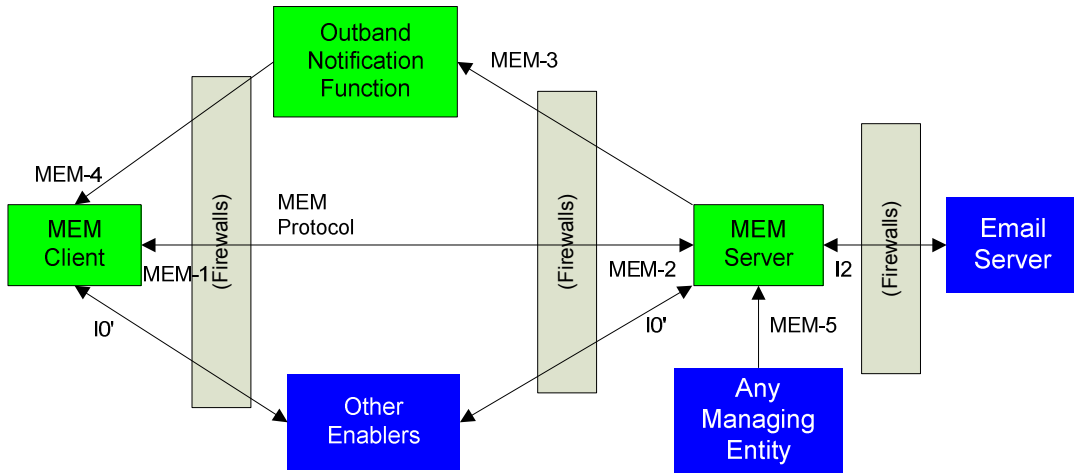 Outband
Notification
Function
MEM-3
MEM-4
MEM
Protocol
MEM
Client
(Firewalls)
(Firewalls)
MEM
Server
(Firewalls)
Email
Server
MEM-1
MEM-2
I2
I0'
I0'
MEM-5
Other
Enablers
Any
Managing
Entity